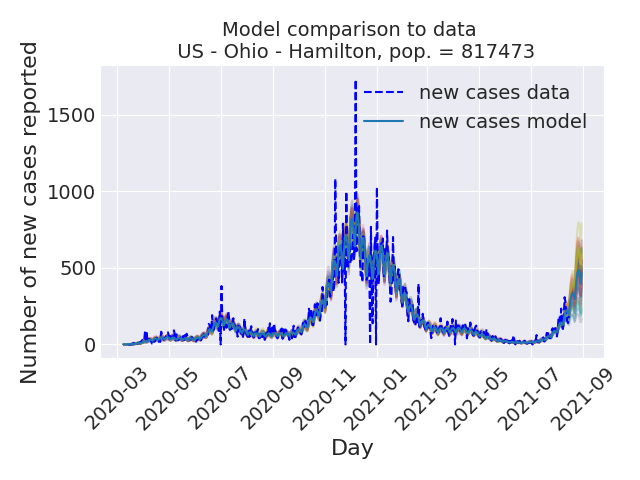 Model comparison to data
US - Ohio - Hamilton, pop. = 817473
Number of new cases reported
1500
1000
500
0
new cases data
new cases model
2020-03
2020-05
2020-07
2020-09
2020-11
2021-01
2021-03
2021-05
2021-07
2021-09
Day